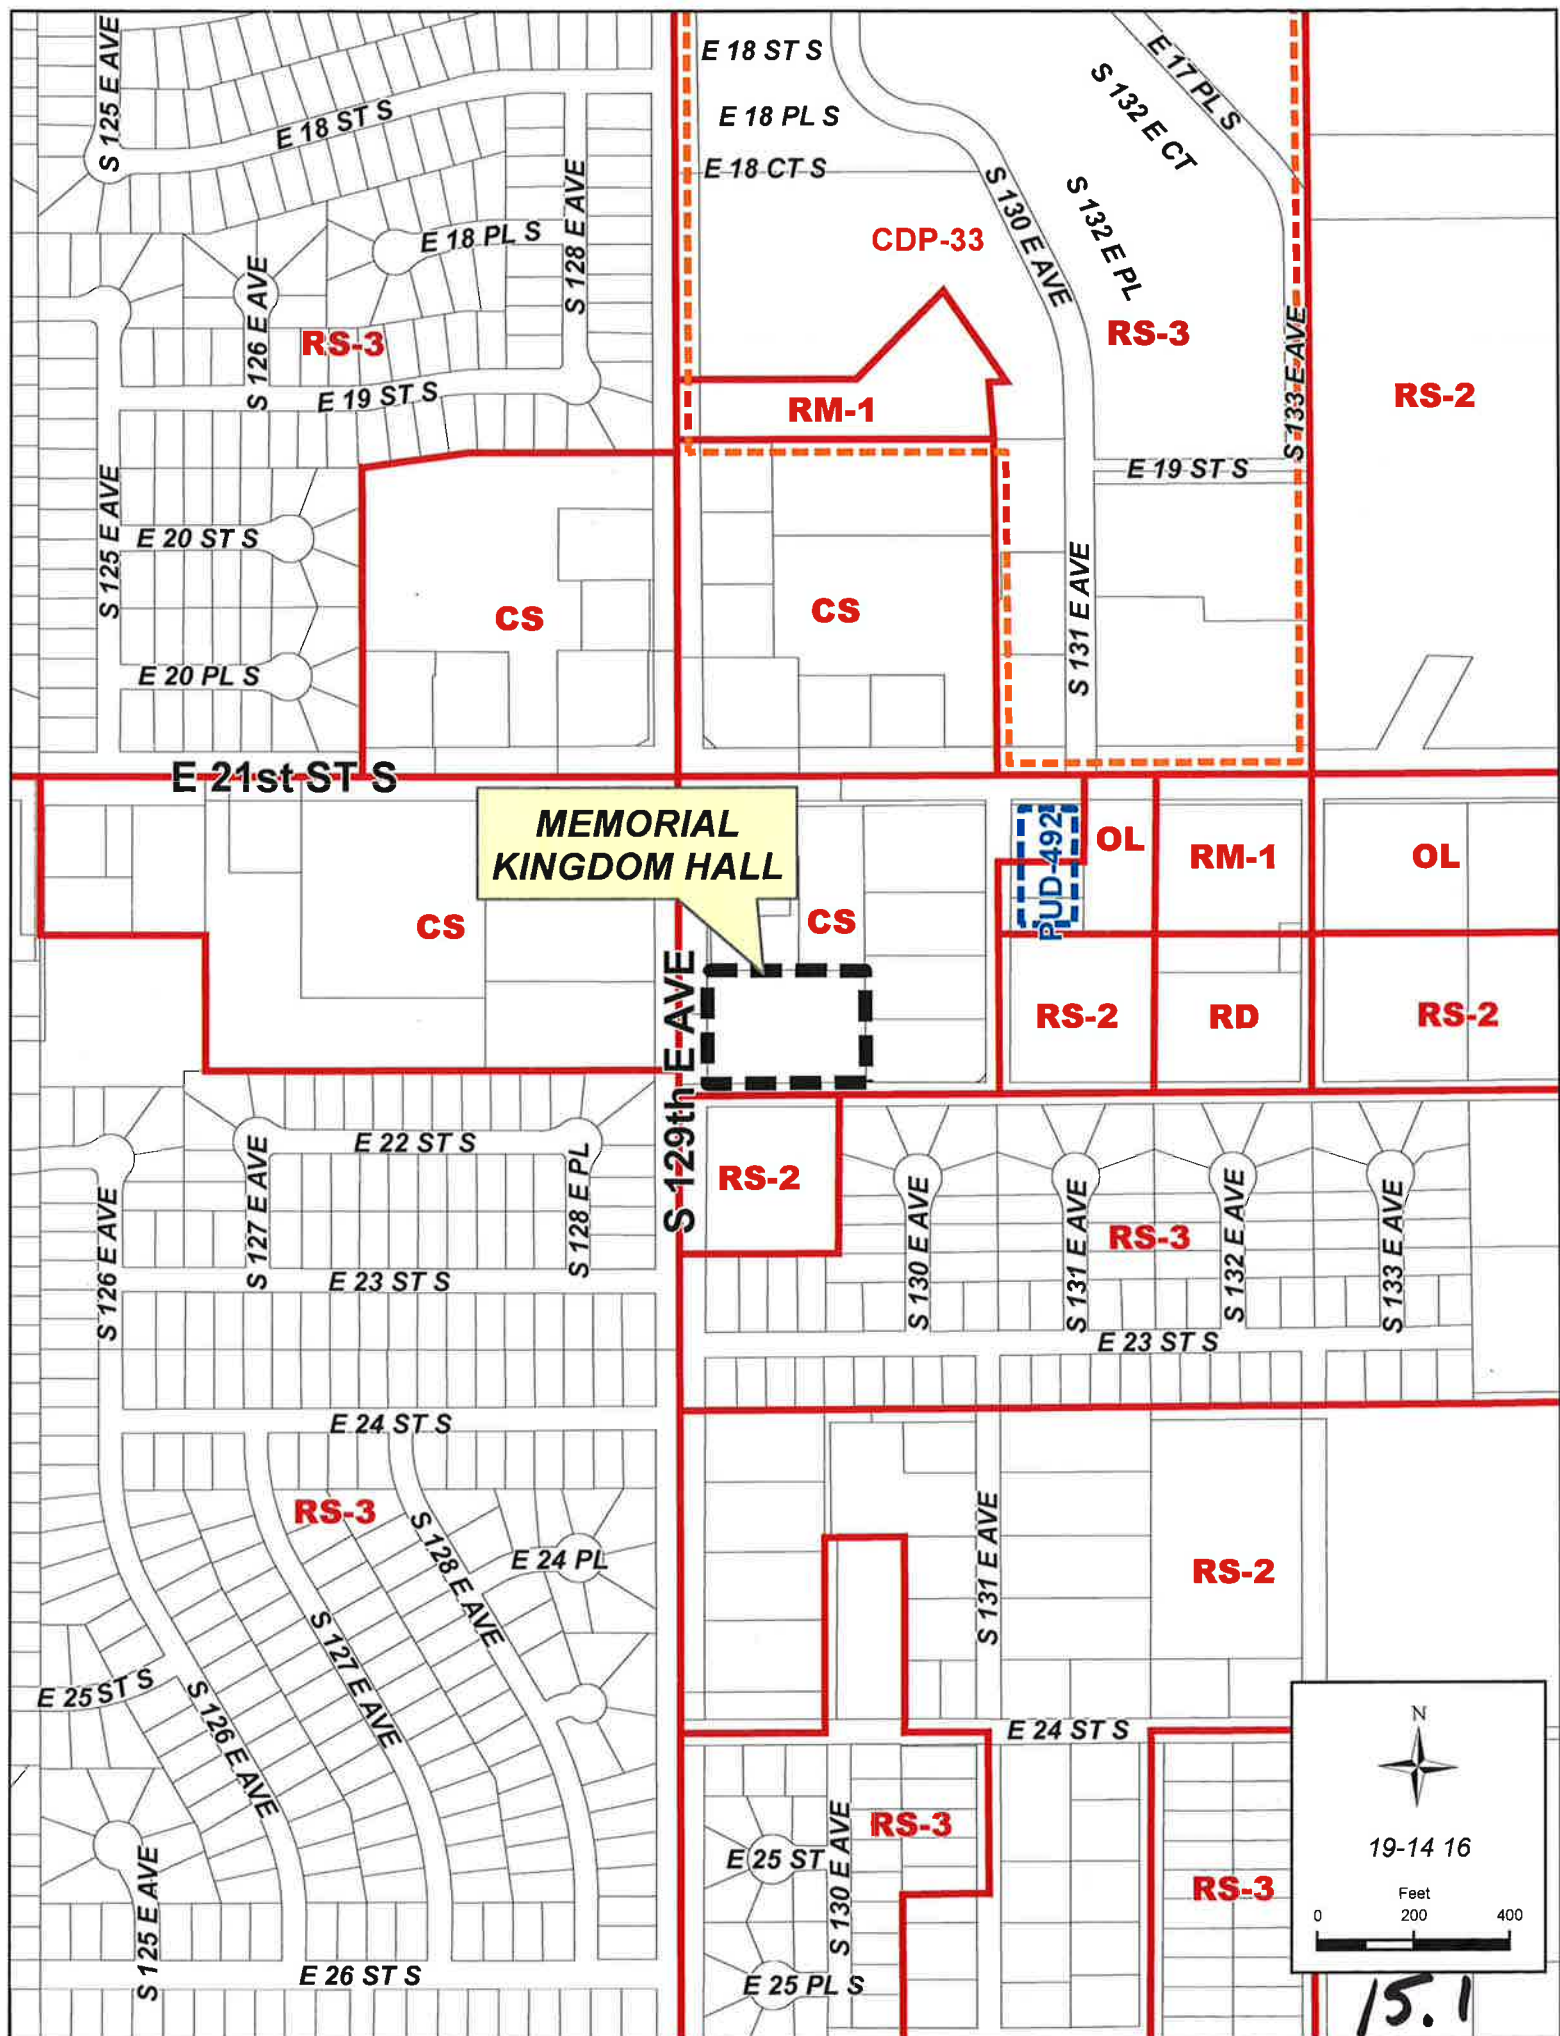 S 125 E AVE
E 18 ST S
E 18 ST S
E 18 PL S
E 18 CT S
E 17 PL S
S 132 E CT
S 132 E PL
S 130 E AVE
S 128 E AVE
E 18 PL S
S 126 E AVE
CDP-33
RS-3
RS-3
RS-2
S 133 E AVE
E 19 ST S
RM-1
E 19 ST S
S 125 E AVE
E 20 ST S
CS
CS
S 131 E AVE
E 20 PL S
E 21st ST S
MEMORIAL
KINGDOM HALL
PUD-492
OL
RM-1
OL
CS
CS
S 129th E AVE
RS-2
RD
RS-2
E 22 ST S
S 127 E AVE
S 128 E PL
S 126 E AVE
RS-2
RS-3
S 130 E AVE
S 131 E AVE
S 132 E AVE
S 133 E AVE
E 23 ST S
E 23 ST S
E 24 ST S
RS-3
S 128 E AVE
E 24 PL
S 131 E AVE
RS-2
S 127 E AVE
E 25 ST S
S 126 E AVE
E 24 ST S
N
19-14 16
Feet
0 200 400
RS-3
E 25 ST
S 130 E AVE
RS-3
S 125 E AVE
E 26 ST S
E 25 PL S
15.1